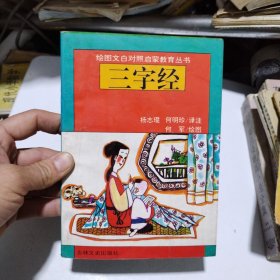 绘图文白对照启蒙教育丛书
三字经
杨志瑾 何明珍/译注
何 军/绘图
吉林文史出版社